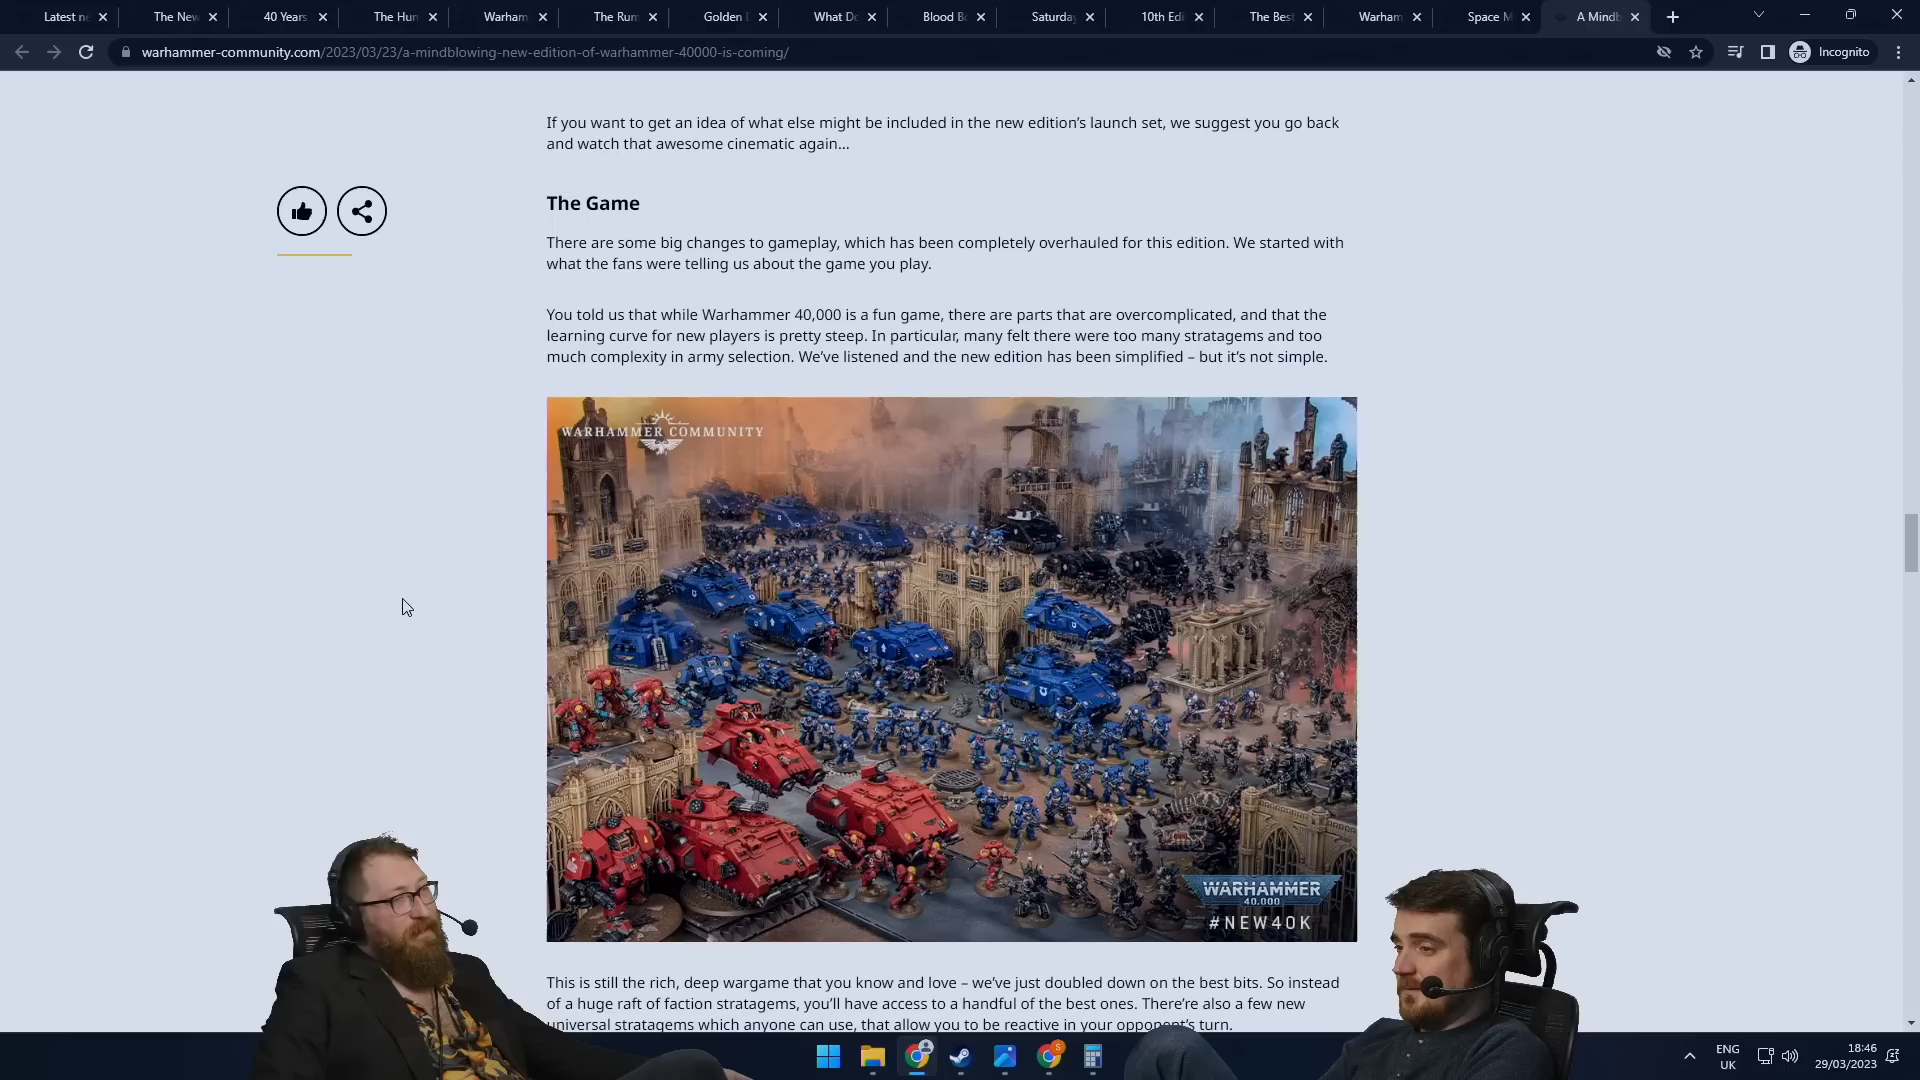 Latest n
The New
40 Years
The Hun
Warham
The Rum
Golden
What Do
Blood Bo
Saturday
10th Edi
The Best
Warham
Space M
A Mindb
warhammer-community.com/2023/03/23/a-mindblowing-new-edition-of-warhammer-40000-is-coming/
Incognito
If you want to get an idea of what else might be included in the new edition's launch set, we suggest you go back
and watch that awesome cinematic again...
The Game
There are some big changes to gameplay, which has been completely overhauled for this edition. We started with
what the fans were telling us about the game you play.
You told us that while Warhammer 40,000 is a fun game, there are parts that are overcomplicated, and that the
learning curve for new players is pretty steep. In particular, many felt there were too many stratagems and too
much complexity in army selection. We've listened and the new edition has been simplified – but it's not simple.
WARHAMMER COMMUNITY
WARHAMMER
40,000
#NEW40K
This is still the rich, deep wargame that you know and love – we've just doubled down on the best bits. So instead
of a huge raft of faction stratagems, you'll have access to a handful of the best ones. There're also a few new
universal stratagems which anyone can use, that allow you to be reactive in your opponent's turn.
ENG
UK
18:46
29/03/2023